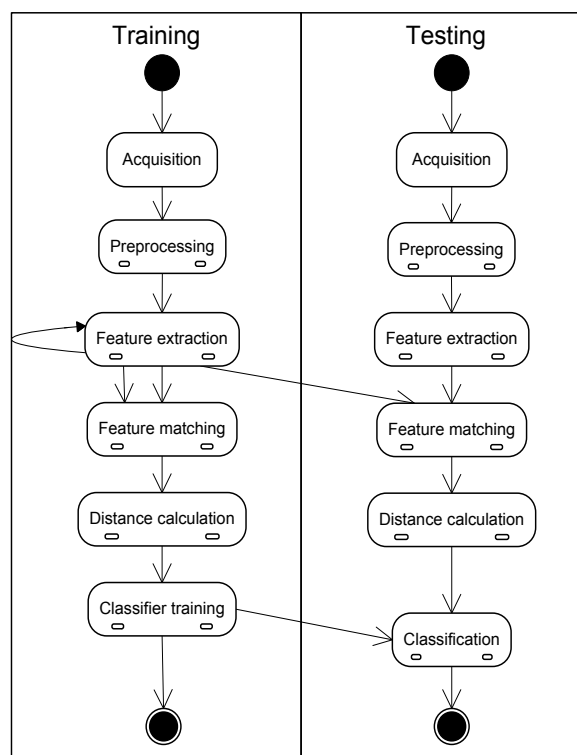 Training
Acquisition
Preprocessing
Feature extraction
Feature matching
Distance calculation
Classifier training
Testing
Acquisition
Preprocessing
Feature extraction
Feature matching
Distance calculation
Classification